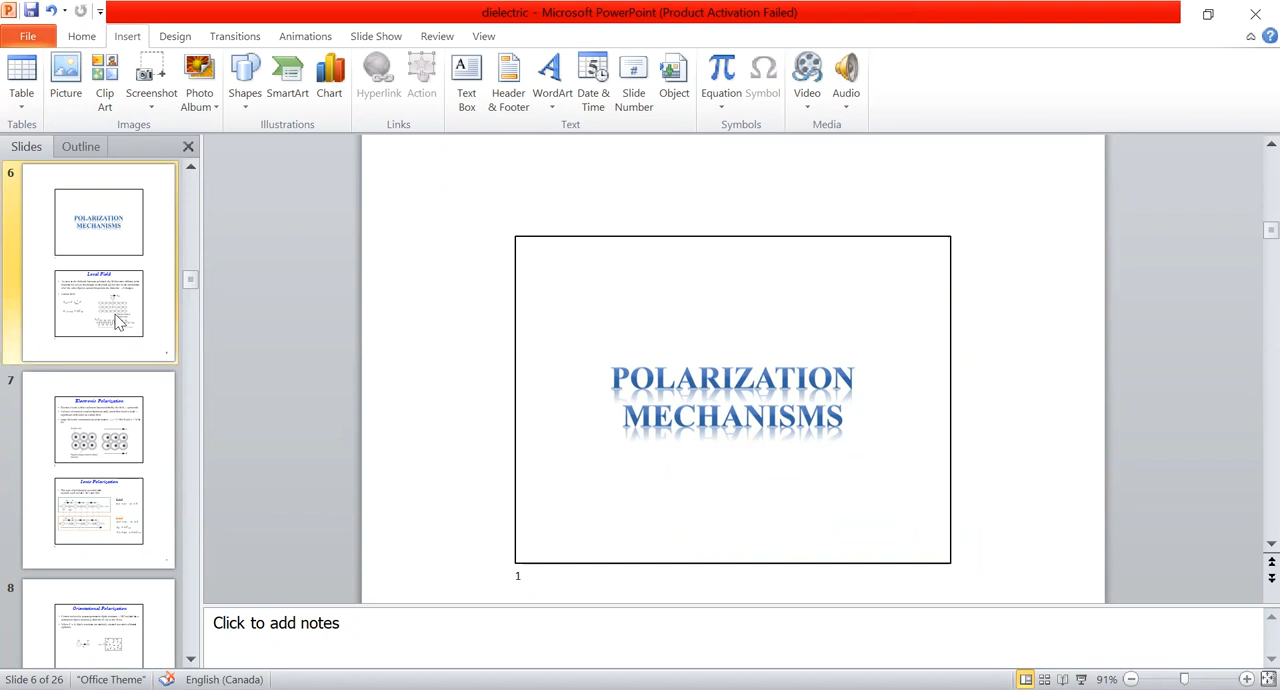 dielectric - Microsoft PowerPoint (Product Activation Failed)
File Home Insert Design Transitions Animations Slide Show Review View
Table Picture Clip Art Screenshot Photo Album Shapes SmartArt Chart Hyperlink Action Text Box Header & Footer WordArt Date & Time Slide Number Object Equation Symbol Video Audio
Tables Images Illustrations Links Text Symbols Media
Slides Outline
6
POLARIZATION
MECHANISMS
Local Field
7
Electronic Polarization
Ionic Polarization
8
Orientational Polarization
POLARIZATION
MECHANISMS
1
Click to add notes
Slide 6 of 26 "Office Theme" English (Canada) 91%